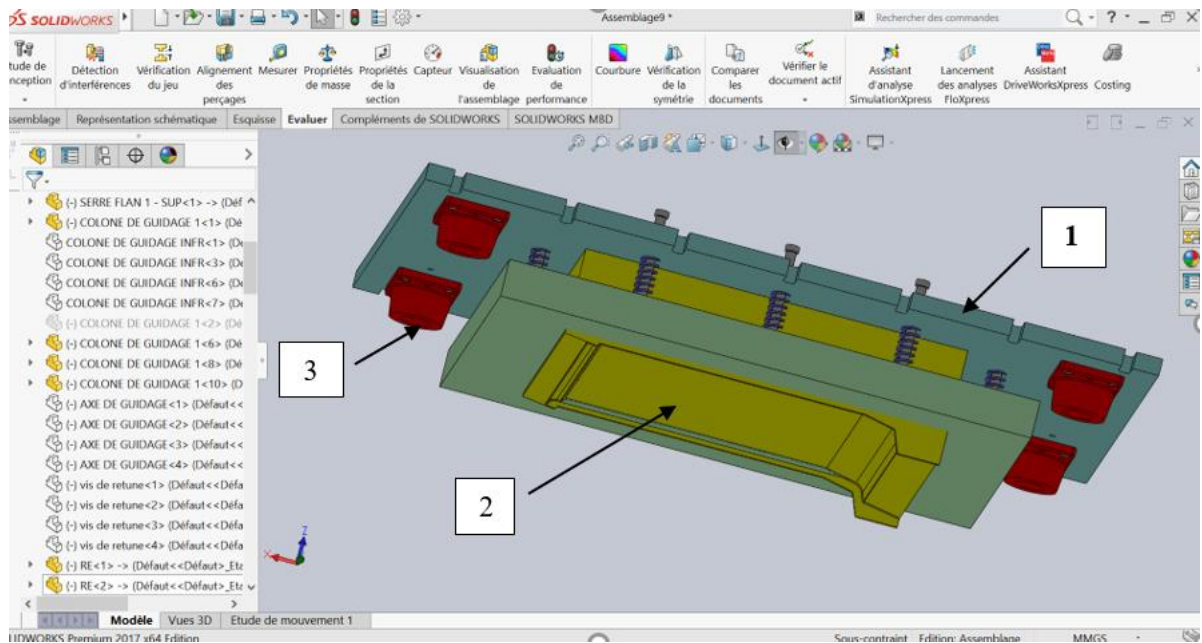 SOLIDWORKS
Assemblage9 *
Rechercher des commandes
Détection d'interférences
Vérification du jeu
Alignement des perçages
Mesurer
Propriétés de masse
Propriétés de la section
Capteur
Visualisation de l'assemblage
Evaluation de performance
Courbure
Vérification de la symétrie
Comparer les documents
Vérifier le document actif
Assistant d'analyse SimulationXpress
Lancement des analyses FloXpress
Assistant DriveWorksXpress
Costing
Représentation schématique
Esquisse
Evaluer
Compléments de SOLIDWORKS
SOLIDWORKS MBD
(-) SERRE FLAN 1 - SUP<1> -> (Déf
(-) COLONE DE GUIDAGE 1<1> (Dé
COLONE DE GUIDAGE INFR<1> (De
COLONE DE GUIDAGE INFR<3> (De
COLONE DE GUIDAGE INFR<6> (De
COLONE DE GUIDAGE INFR<7> (De
(-) COLONE DE GUIDAGE 1<2> (Dé
(-) COLONE DE GUIDAGE 1<6> (Dé
(-) COLONE DE GUIDAGE 1<8> (Dé
(-) COLONE DE GUIDAGE 1<10> (D
(-) AXE DE GUIDAGE<1> (Défaut<<
(-) AXE DE GUIDAGE<2> (Défaut<<
(-) AXE DE GUIDAGE<3> (Défaut<<
(-) AXE DE GUIDAGE<4> (Défaut<<
(-) vis de retune<1> (Défaut<<Défa
(-) vis de retune<2> (Défaut<<Défa
(-) vis de retune<3> (Défaut<<Défa
(-) vis de retune<4> (Défaut<<Défa
(-) RE<1> -> (Défaut<<Défaut>_Eta
(-) RE<2> -> (Défaut<<Défaut>_Eta
1
3
2
Z
X
Modèle
Vues 3D
Etude de mouvement 1
Premium 2017 x64 Edition
Sous-contraint
Edition: Assemblage
MMGS